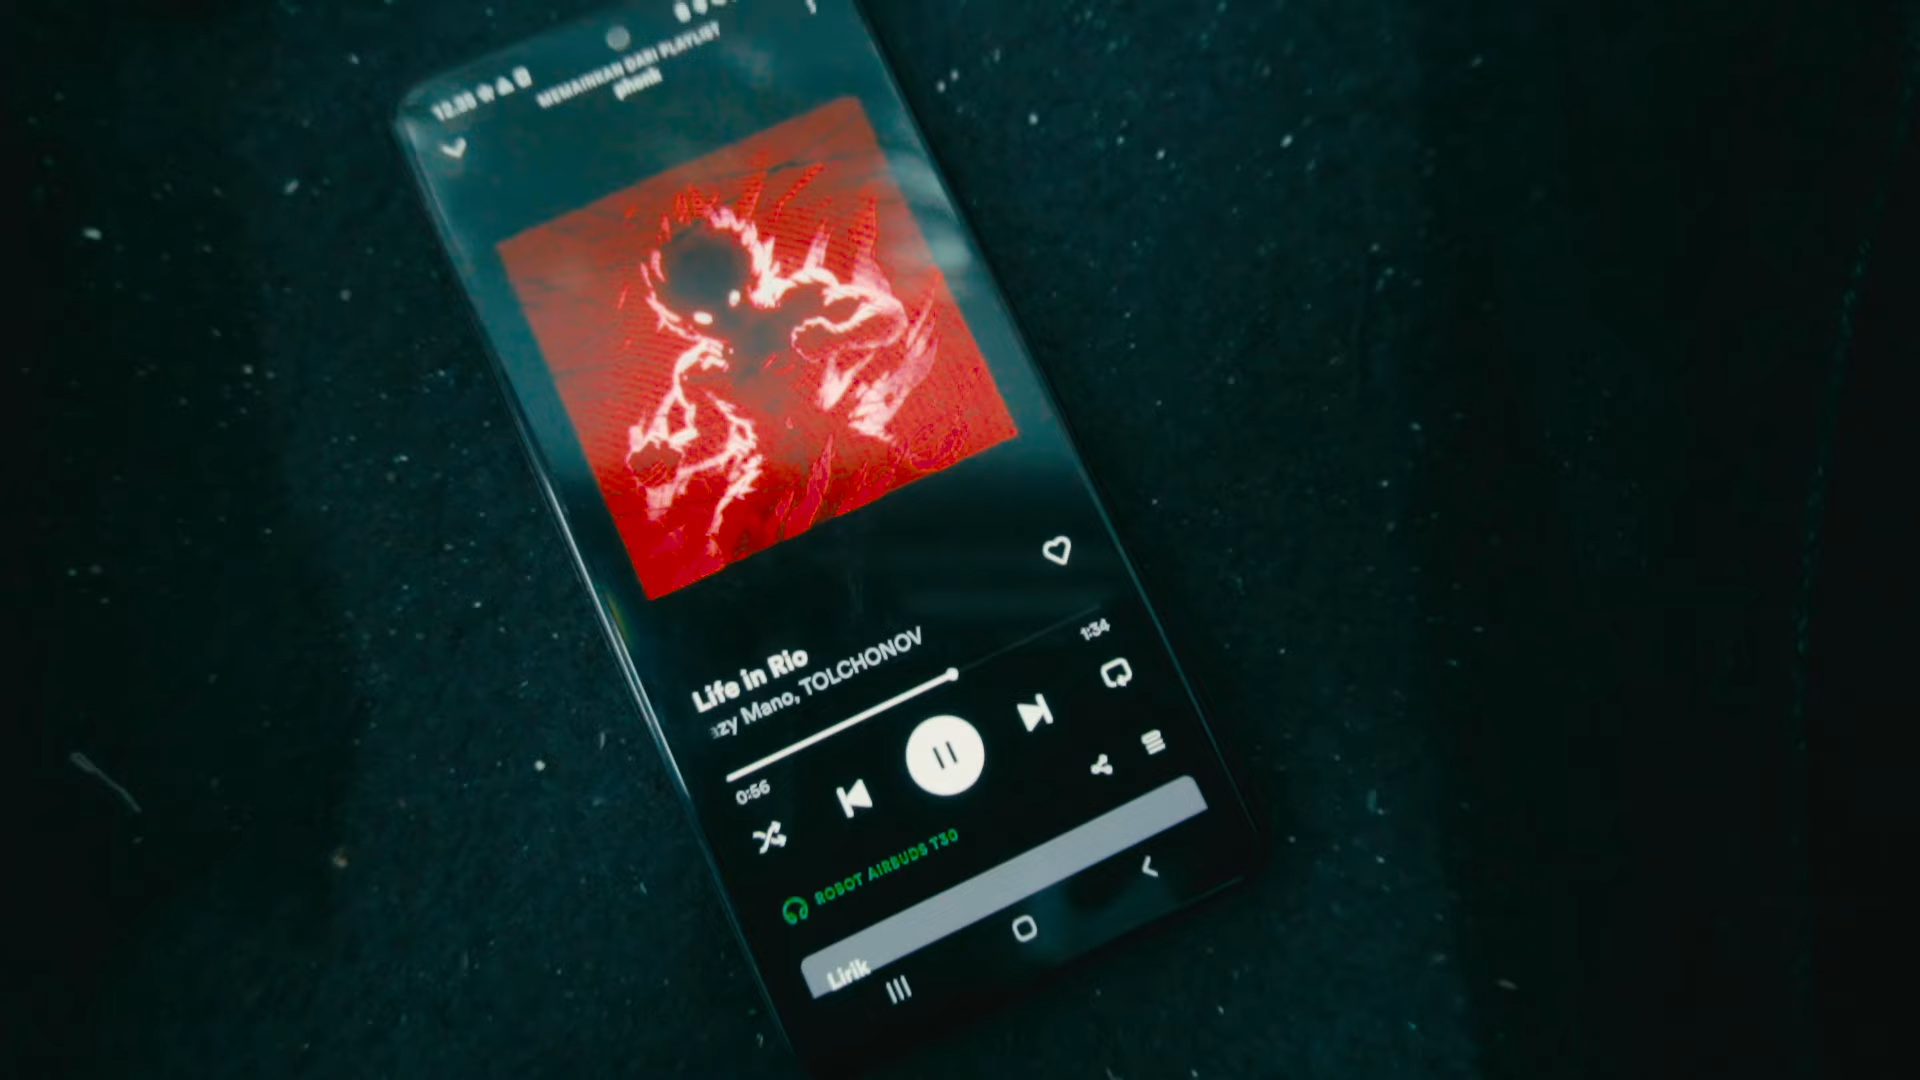 MEMAINKAN DARI PLAYLIST
phonk
Life in Rio
zy Mano, TOLCHONOV
0:56
1:34
ROBOT AIRBUDS T30
Lirik